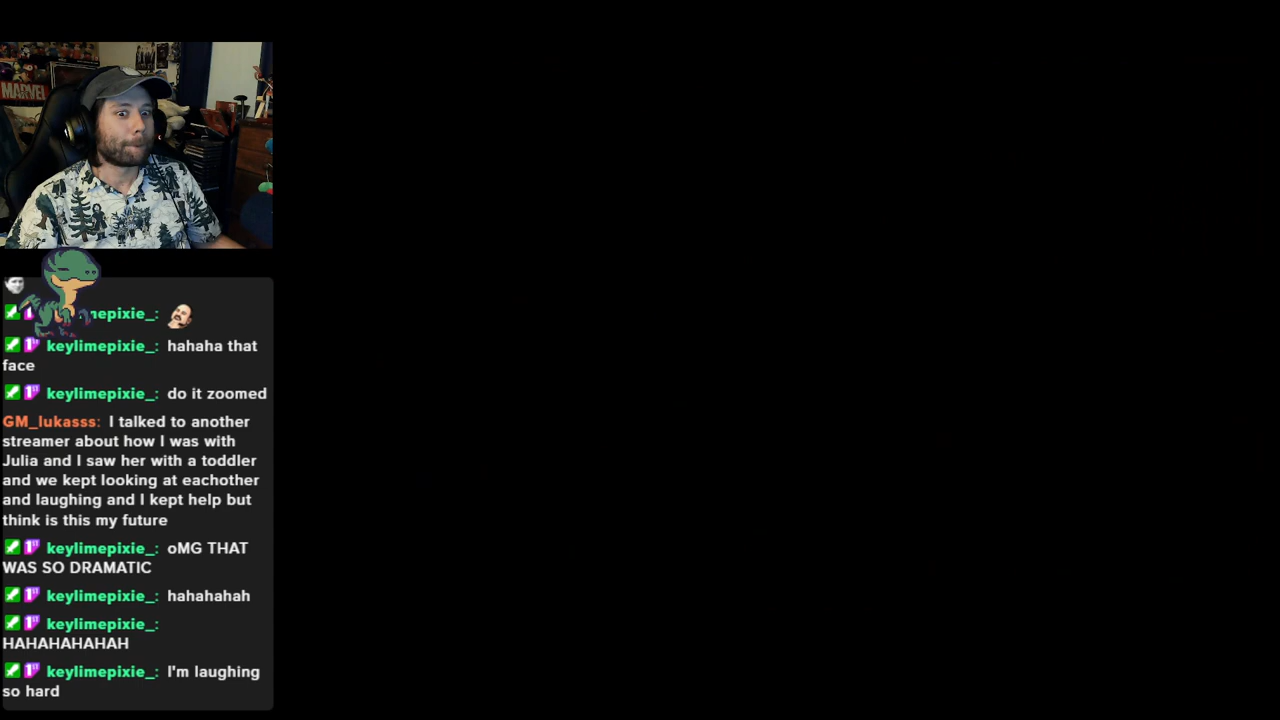 MARVEL
keylimepixie_: hahaha that
face
keylimepixie_: do it zoomed
GM_lukasss: I talked to another
streamer about how I was with
Julia and I saw her with a toddler
and we kept looking at eachother
and laughing and I kept help but
think is this my future
keylimepixie_: oMG THAT
WAS SO DRAMATIC
keylimepixie_: hahahahah
keylimepixie_:
HAHAHAHAHAH
keylimepixie_: I'm laughing
so hard